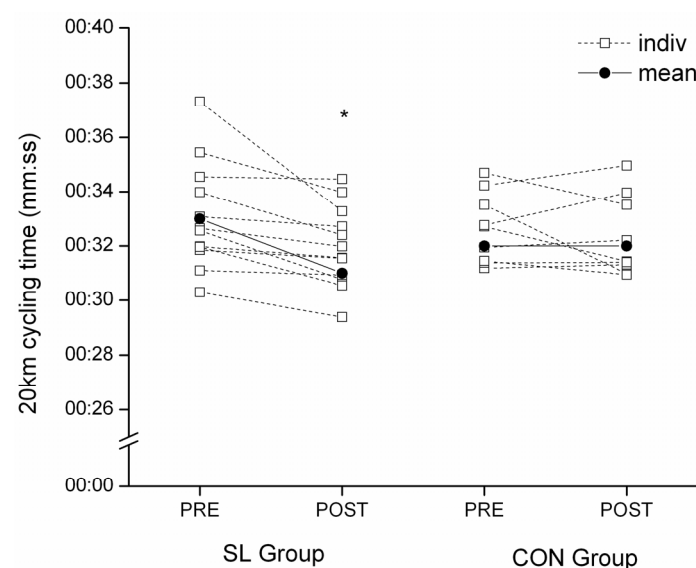 00:40
00:38
00:36
00:34
00:32
00:30
00:28
00:26
00:00
20km cycling time (mm:ss)
indiv
mean
*
PRE POST PRE POST
SL Group CON Group